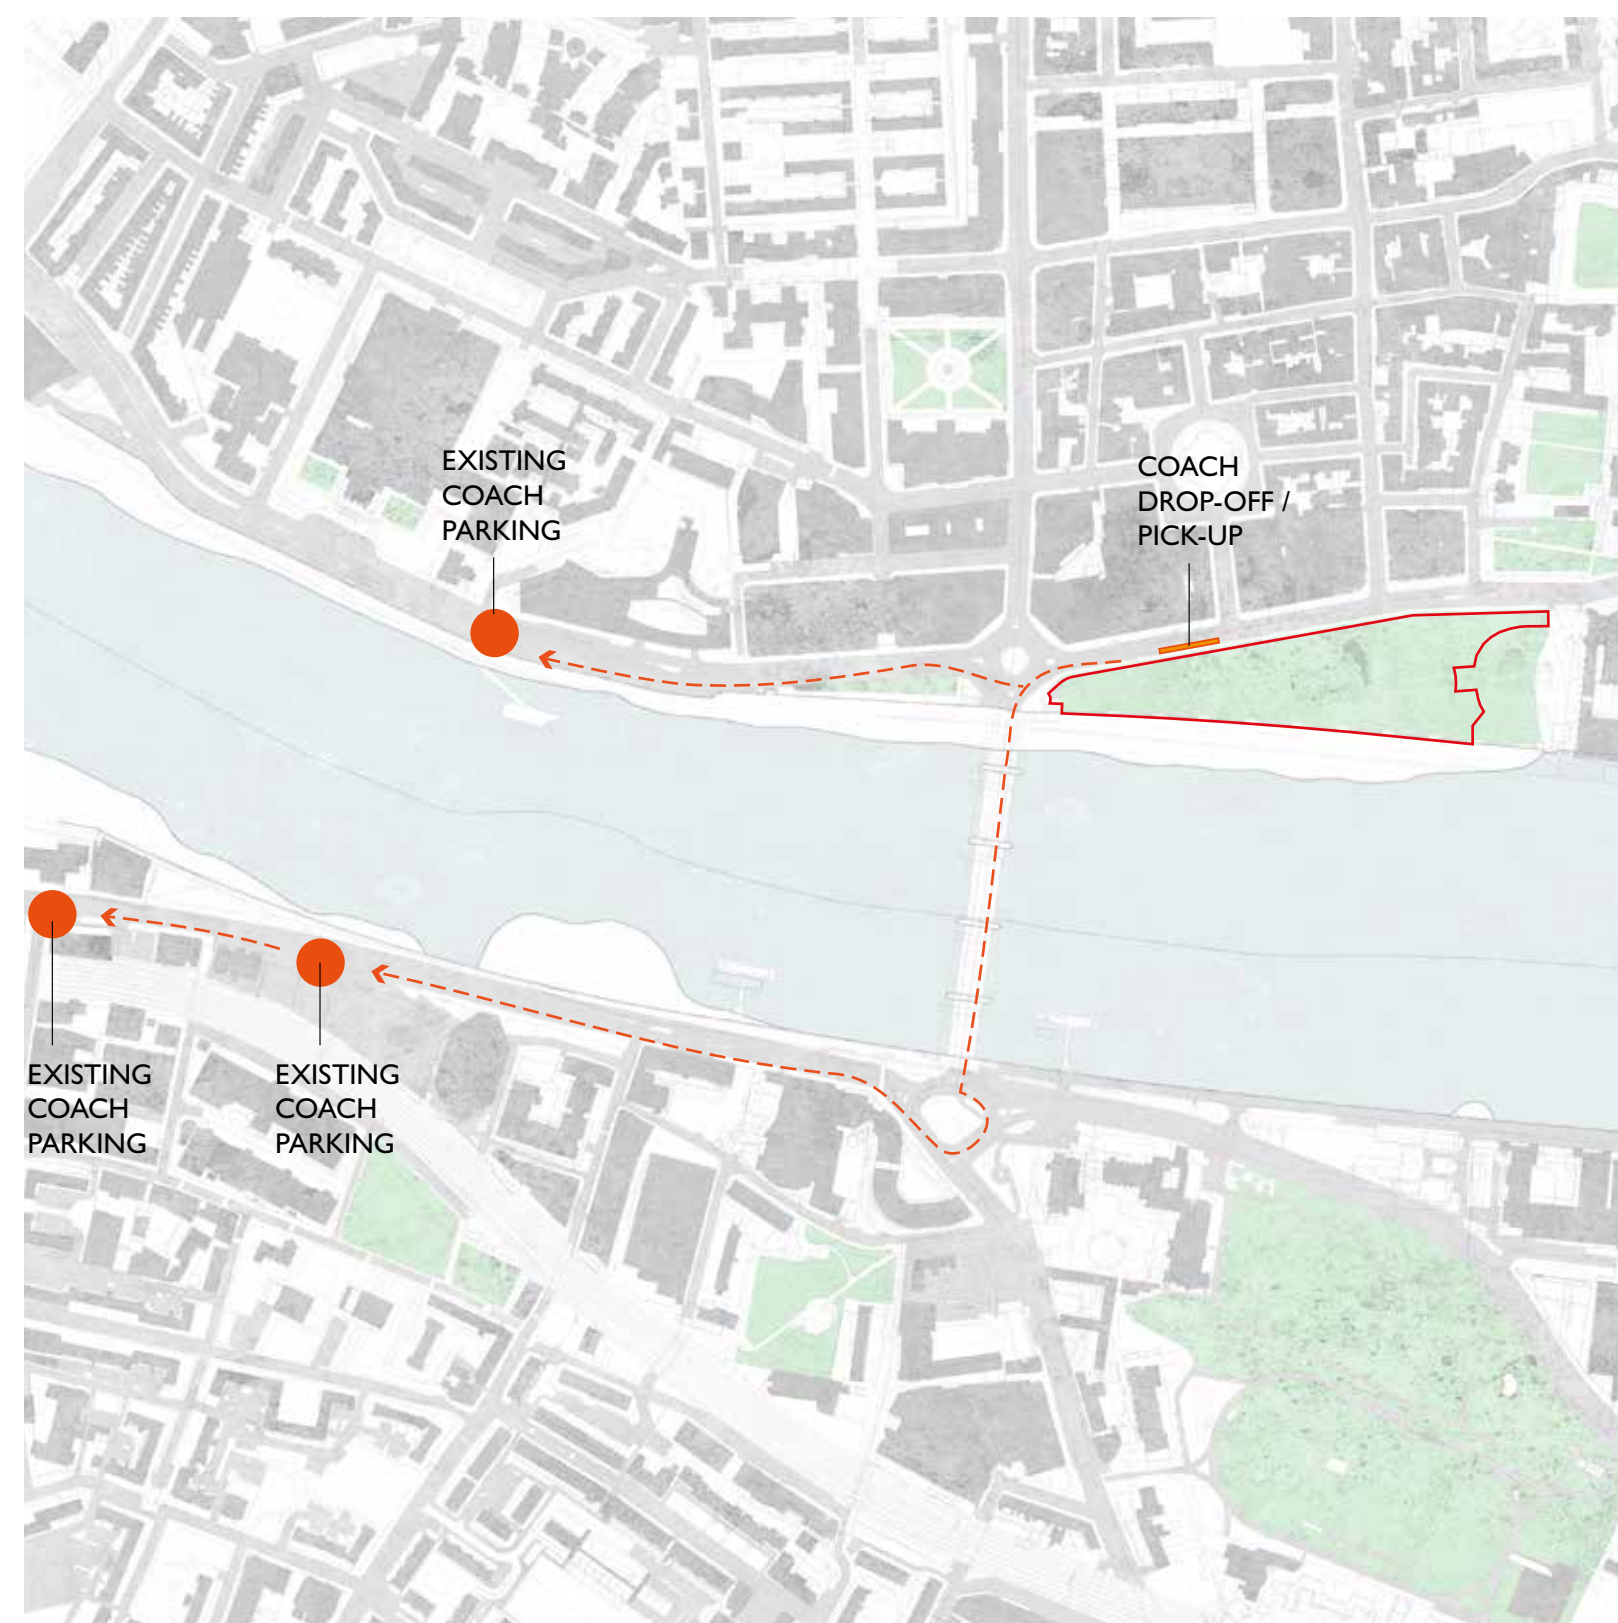 EXISTING
COACH
PARKING
COACH
DROP-OFF /
PICK-UP
EXISTING
COACH
PARKING
EXISTING
COACH
PARKING